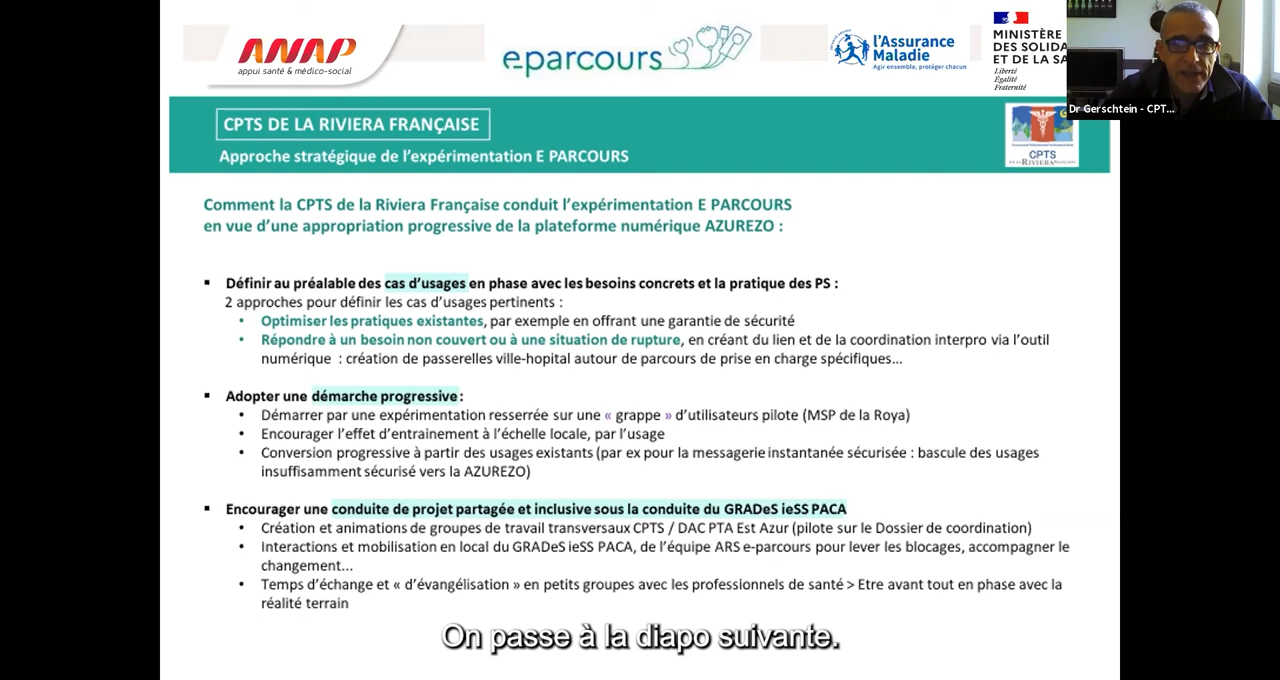 ANAP
appui santé & médico-social
eparcours
l'Assurance
Maladie
Agir ensemble, protéger chacun
MINISTÈRE
DES SOLIDA
ET DE LA SA
Liberté
Égalité
Fraternité
Dr Gerschtein - CPT...
CPTS DE LA RIVIERA FRANÇAISE
Approche stratégique de l'expérimentation E PARCOURS
CPTS
DE LA RIVIERA FRANÇAISE
Comment la CPTS de la Riviera Française conduit l'expérimentation E PARCOURS
en vue d'une appropriation progressive de la plateforme numérique AZUREZO :
▪ Définir au préalable des cas d'usages en phase avec les besoins concrets et la pratique des PS :
2 approches pour définir les cas d'usages pertinents :
• Optimiser les pratiques existantes, par exemple en offrant une garantie de sécurité
• Répondre à un besoin non couvert ou à une situation de rupture, en créant du lien et de la coordination interpro via l'outil
numérique : création de passerelles ville-hopital autour de parcours de prise en charge spécifiques…
▪ Adopter une démarche progressive :
• Démarrer par une expérimentation resserrée sur une « grappe » d'utilisateurs pilote (MSP de la Roya)
• Encourager l'effet d'entrainement à l'échelle locale, par l'usage
• Conversion progressive à partir des usages existants (par ex pour la messagerie instantanée sécurisée : bascule des usages
insuffisamment sécurisé vers la AZUREZO)
▪ Encourager une conduite de projet partagée et inclusive sous la conduite du GRADeS ieSS PACA
• Création et animations de groupes de travail transversaux CPTS / DAC PTA Est Azur (pilote sur le Dossier de coordination)
• Interactions et mobilisation en local du GRADeS ieSS PACA, de l'équipe ARS e-parcours pour lever les blocages, accompagner le
changement…
• Temps d'échange et « d'évangélisation » en petits groupes avec les professionnels de santé > Etre avant tout en phase avec la
réalité terrain
On passe à la diapo suivante.